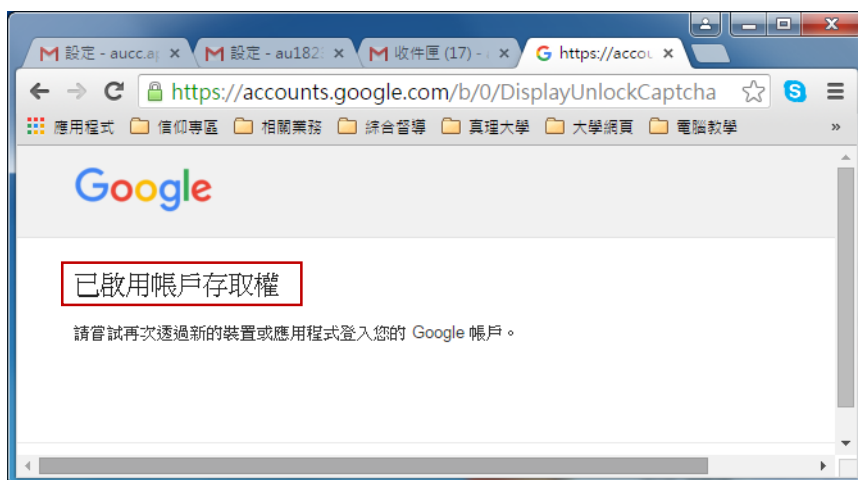 設定 - aucc.ap
設定 - au182
收件匣 (17) -
https://accou
https://accounts.google.com/b/0/DisplayUnlockCaptcha
應用程式 信仰專區 相關業務 綜合督導 真理大學 大學網頁 電腦教學 »
Google
已啟用帳戶存取權
請嘗試再次透過新的裝置或應用程式登入您的 Google 帳戶。